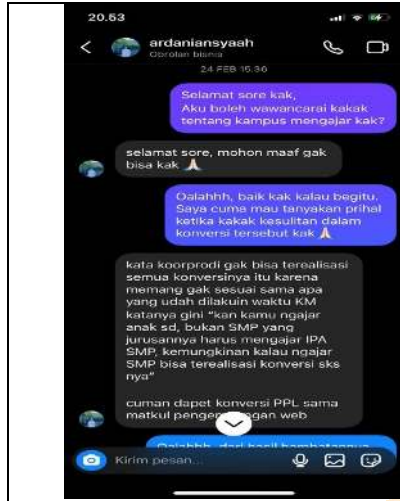 20.53
ardaniansyaah
Obrolan bisnis
24 FEB 15.30
Selamat sore kak,
Aku boleh wawancarai kakak
tentang kampus mengajar kak?
selamat sore, mohon maaf gak
bisa kak 🙏🏻
Oalahhh, baik kak kalau begitu.
Saya cuma mau tanyakan prihal
ketika kakak kesulitan dalam
konversi tersebut kak 🙏🏻
kata koorprodi gak bisa terealisasi
semua konversinya itu karena
memang gak sesuai sama apa
yang udah dilakuin waktu KM
katanya gini "kan kamu ngajar
anak sd, bukan SMP yang
jurusannya harus mengajar IPA
SMP, kemungkinan kalau ngajar
SMP bisa terealisasi konversi sks
nya"
cuman dapet konversi PPL sama
matkul web
Oalahhh, dari hasil
Kirim pesan...